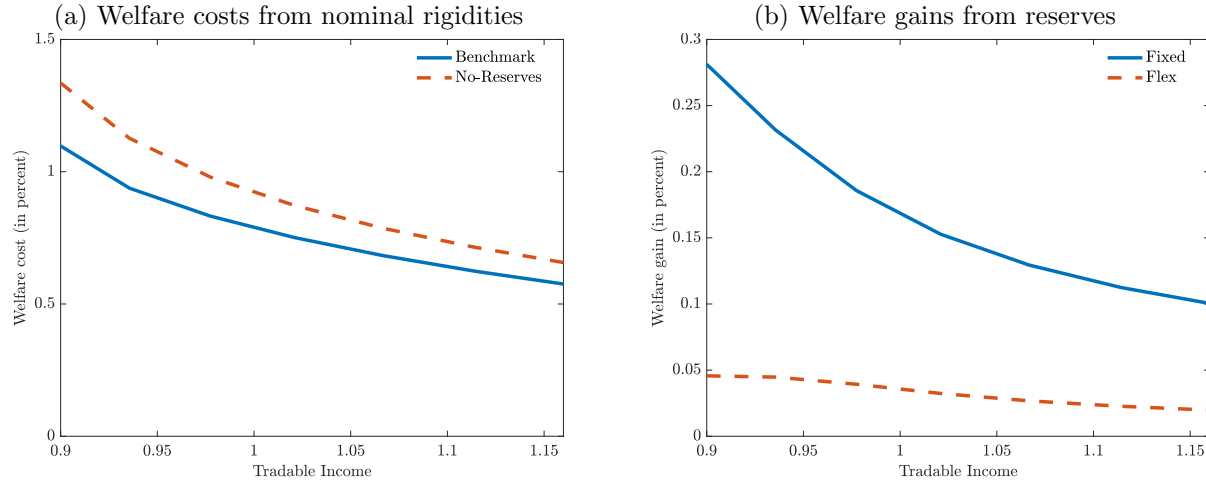 (a) Welfare costs from nominal rigidities
1.5
1
0.5
0
Welfare cost (in percent)
Benchmark
No-Reserves
0.9 0.95 1 1.05 1.1 1.15
Tradable Income
(b) Welfare gains from reserves
0.3
0.25
0.2
0.15
0.1
0.05
0
Welfare gain (in percent)
Fixed
Flex
0.9 0.95 1 1.05 1.1 1.15
Tradable Income